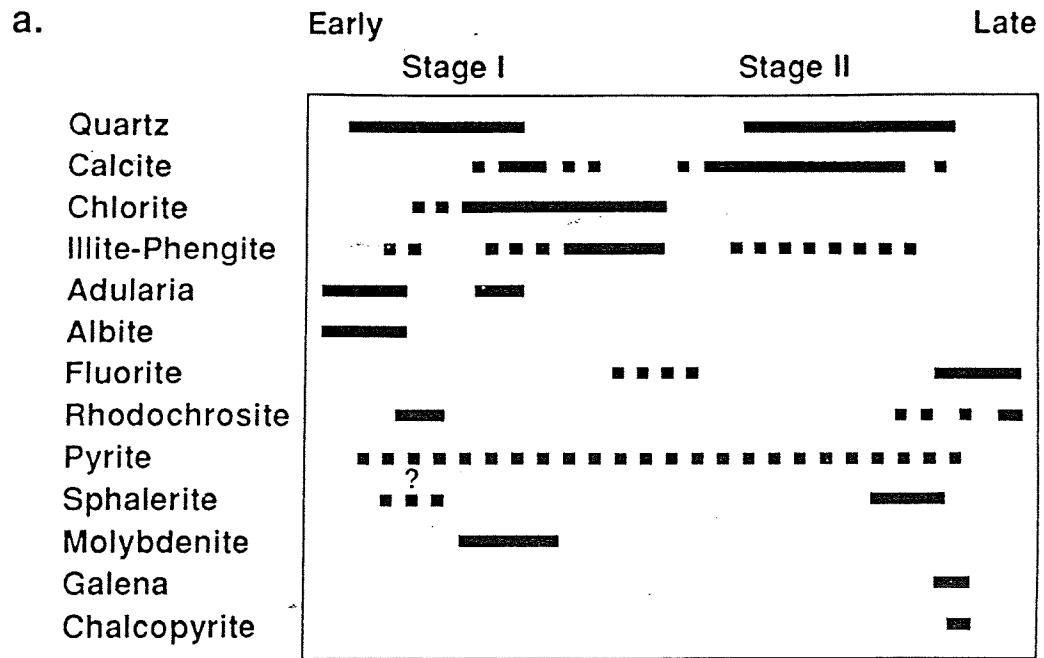 a.
Early Late
Stage I Stage II
Quartz
Calcite
Chlorite
Illite-Phengite
Adularia
Albite
Fluorite
Rhodochrosite
Pyrite
?
Sphalerite
Molybdenite
Galena
Chalcopyrite